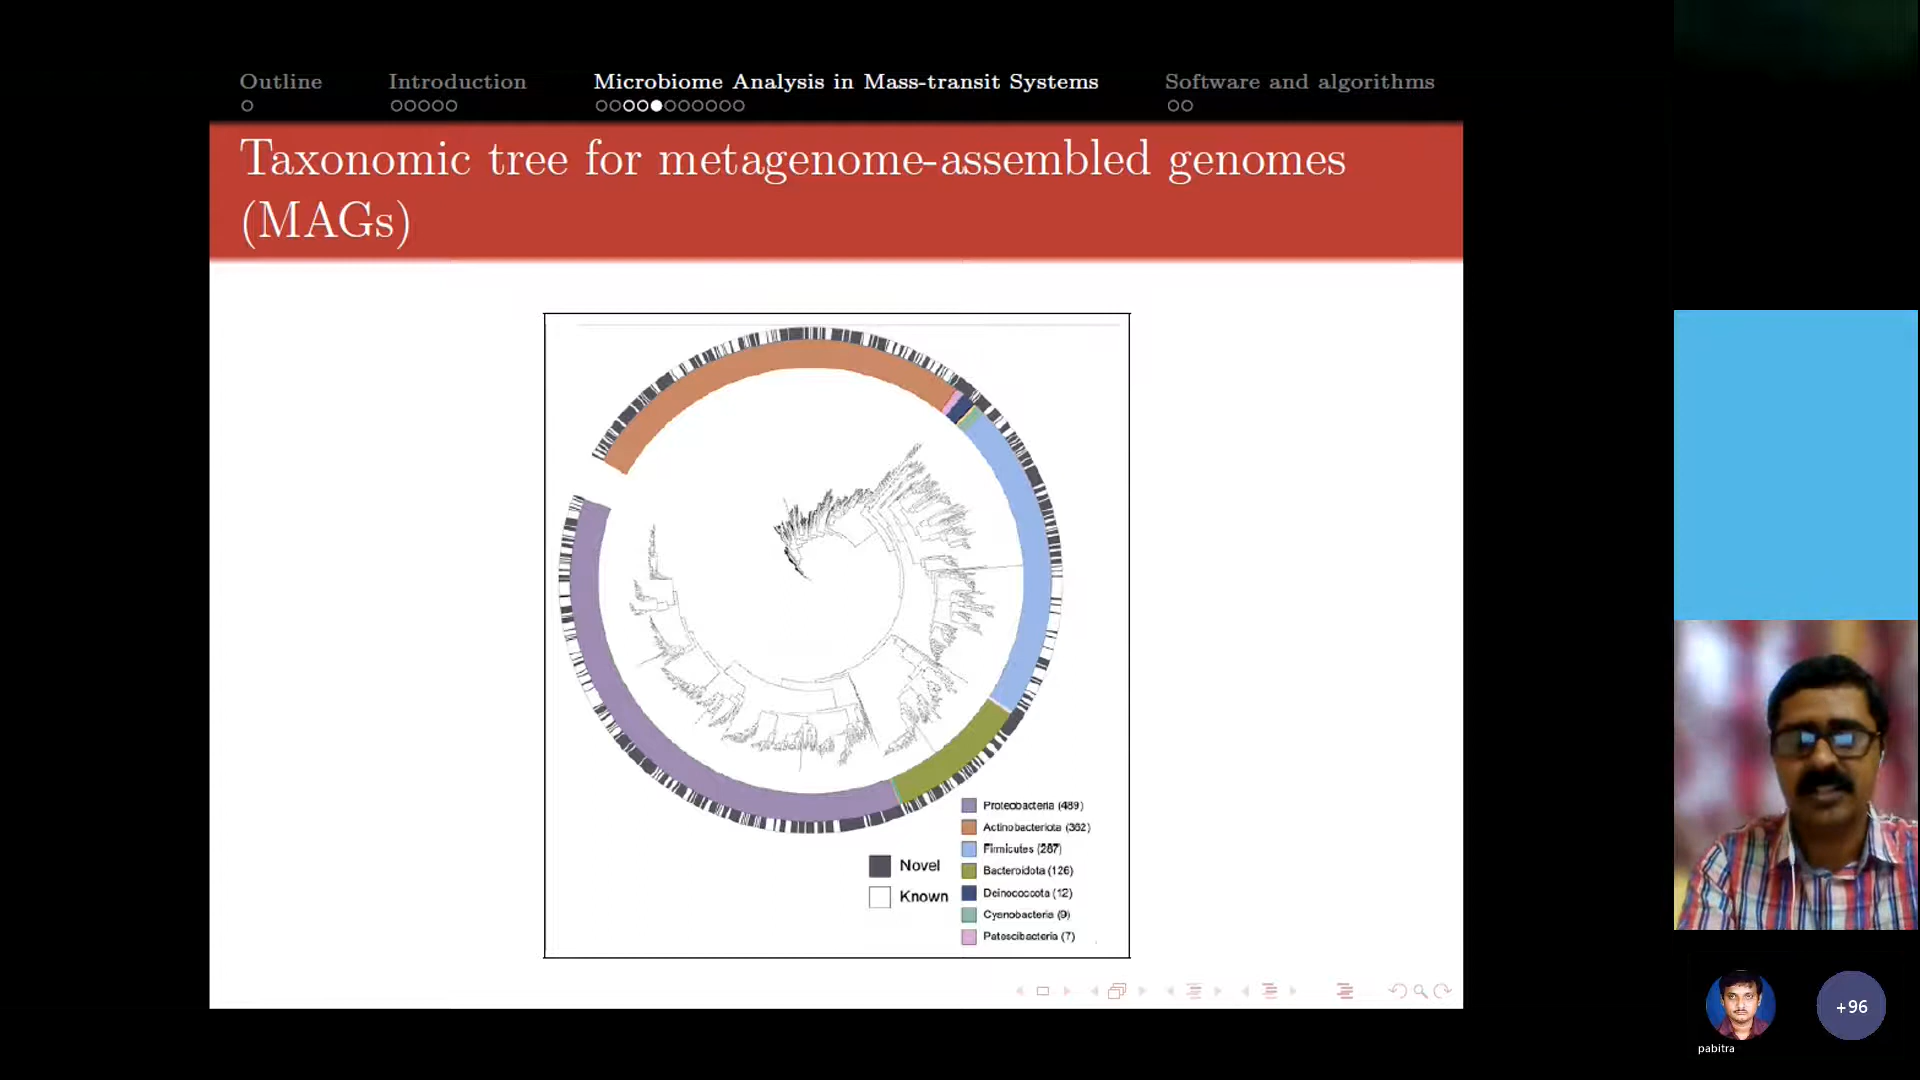 Outline
Introduction
Microbiome Analysis in Mass-transit Systems
Software and algorithms
Taxonomic tree for metagenome-assembled genomes
(MAGs)
Novel
Known
Proteobacteria (489)
Actinobacteriota (362)
Firmicutes (287)
Bacteroidota (126)
Deinococcota (12)
Cyanobacteria (9)
Patescibacteria (7)
+96
pabitra